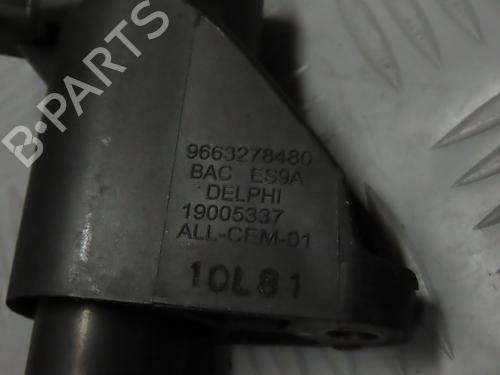 B-PARTS
9663278480
BAC ES9A
DELPHI
19005337
ALL-CEM-01
10L81